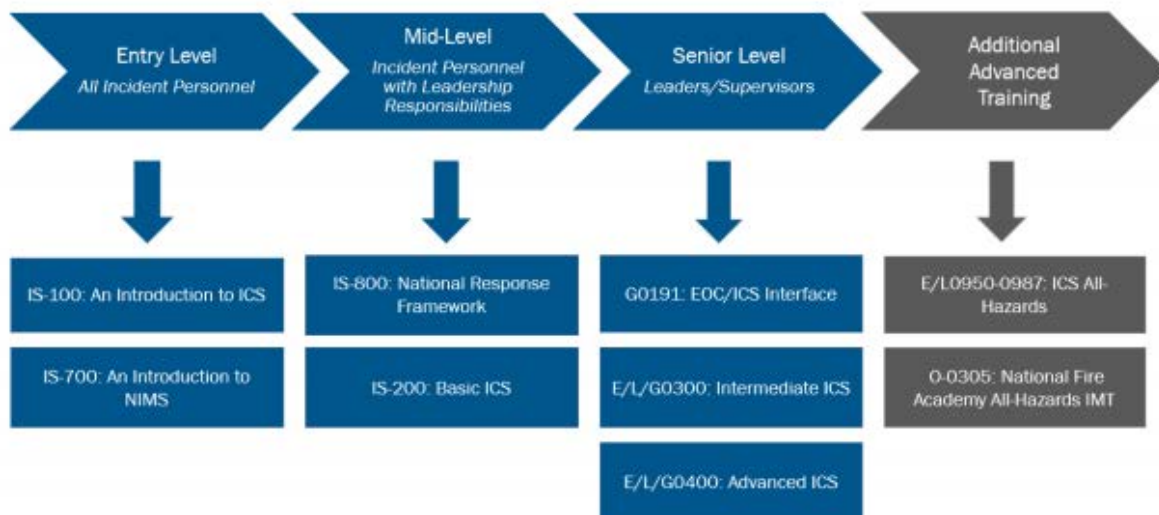 Entry Level
All Incident Personnel
Mid-Level
Incident Personnel
with Leadership
Responsibilities
Senior Level
Leaders/Supervisors
Additional
Advanced
Training
IS-100: An Introduction to ICS
IS-700: An Introduction to
NIMS
IS-800: National Response
Framework
IS-200: Basic ICS
G0191: EOC/ICS Interface
E/L/G0300: Intermediate ICS
E/L/G0400: Advanced ICS
E/L0950-0987: ICS All-
Hazards
O-0305: National Fire
Academy All-Hazards IMT